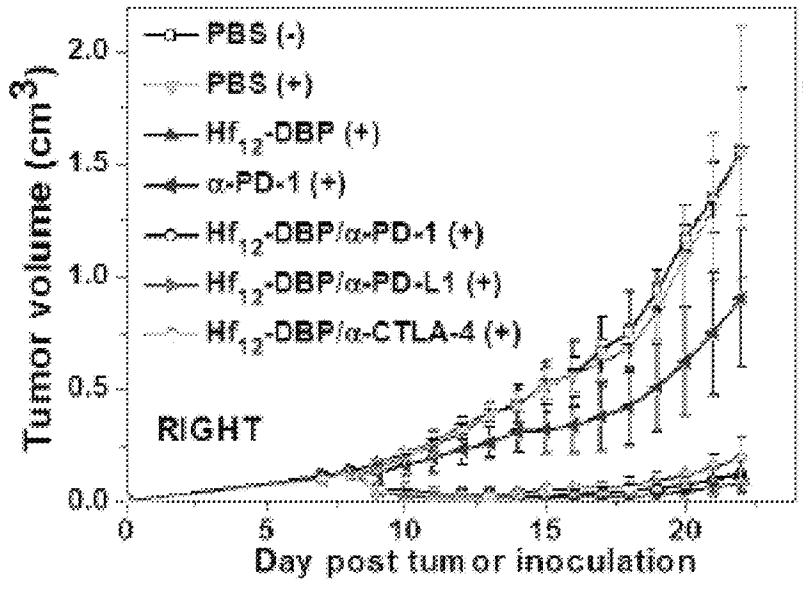 Tumor volume (cm³)
2.0
1.5
1.0
0.5
0.0
PBS (-)
PBS (+)
Hf₁₂-DBP (+)
α-PD-1 (+)
Hf₁₂-DBP/α-PD-1 (+)
Hf₁₂-DBP/α-PD-L1 (+)
Hf₁₂-DBP/α-CTLA-4 (+)
RIGHT
0 5 10 15 20
Day post tumor inoculation